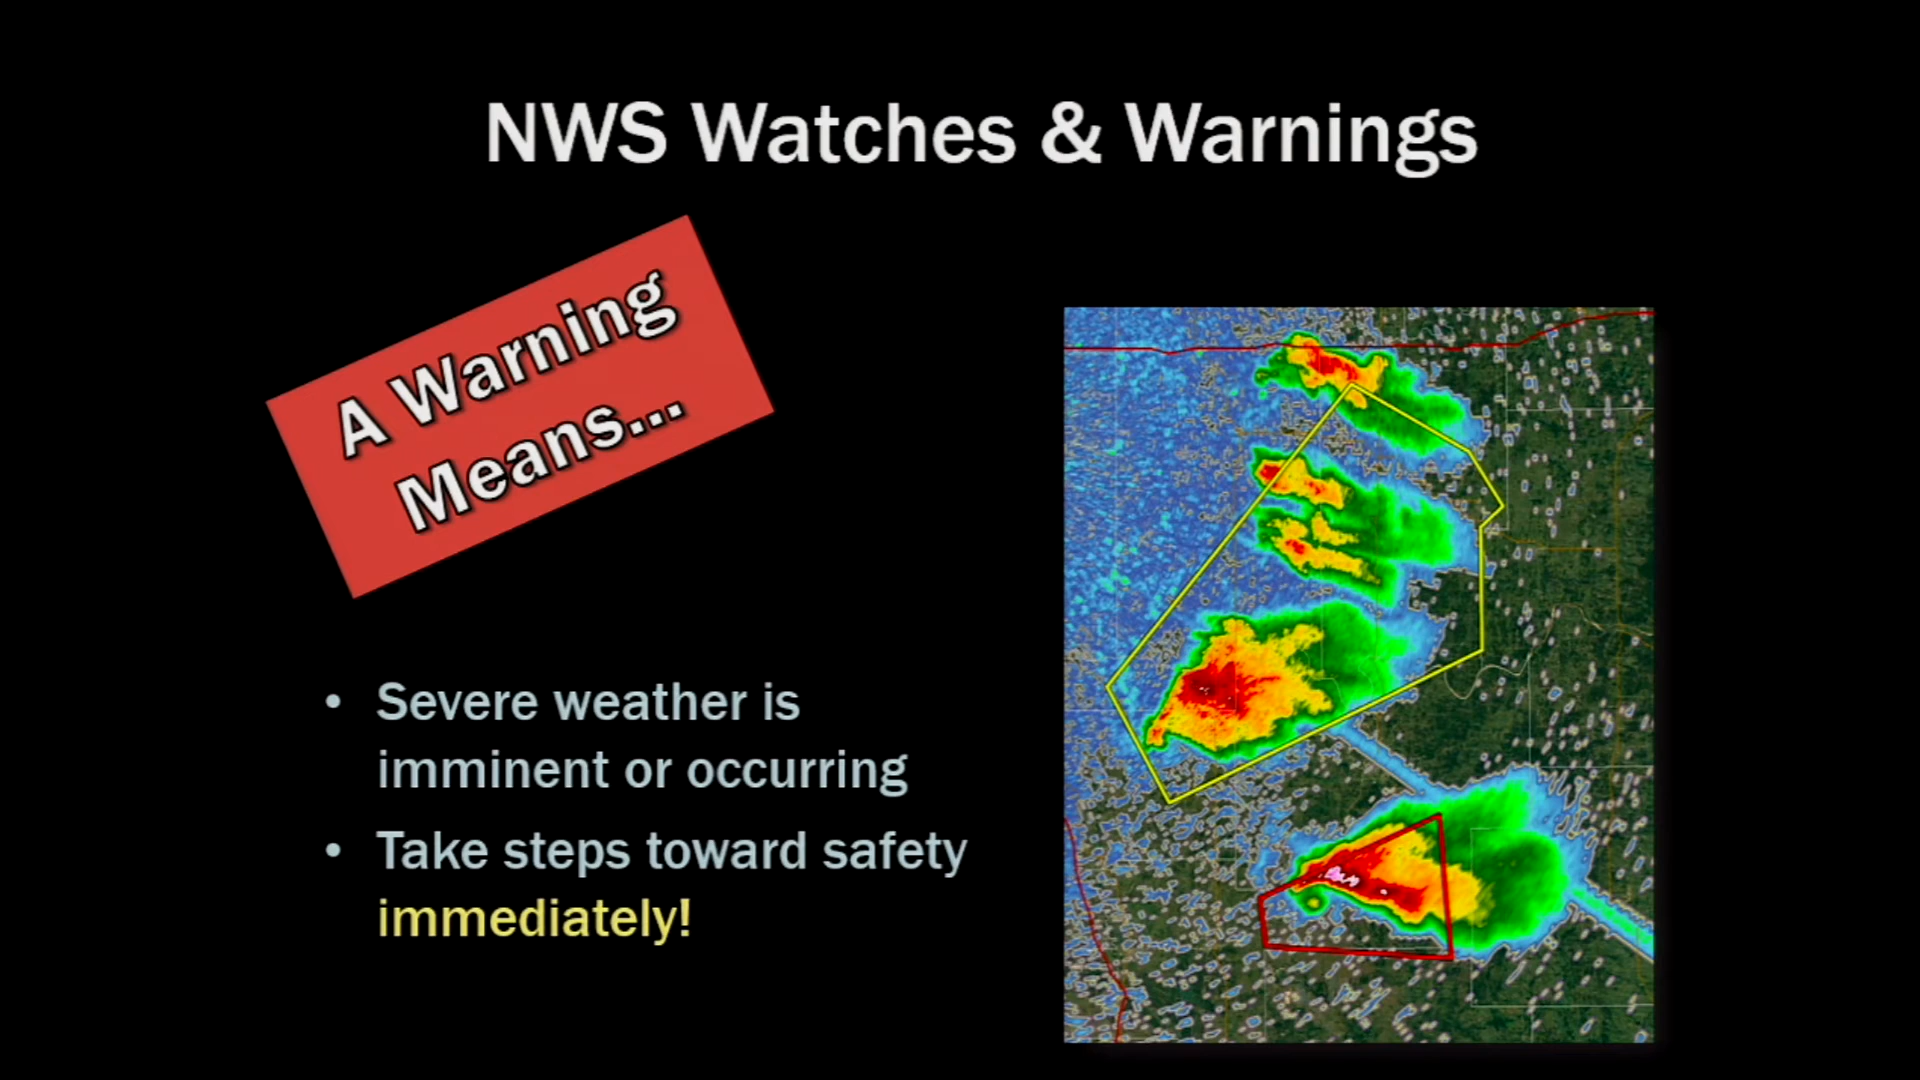 NWS Watches & Warnings
A Warning
Means...
• Severe weather is
imminent or occurring
• Take steps toward safety
immediately!